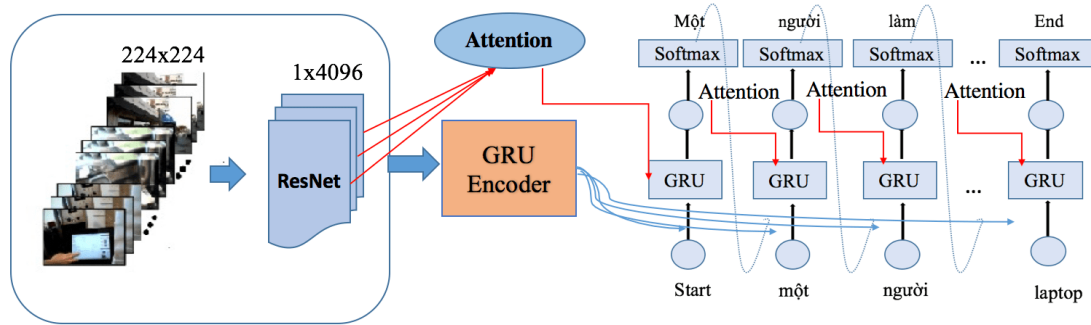 224x224
1x4096
ResNet
Attention
GRU
Encoder
Một người làm End
Softmax Softmax Softmax ... Softmax
Attention Attention Attention
GRU GRU GRU ... GRU
Start một người laptop